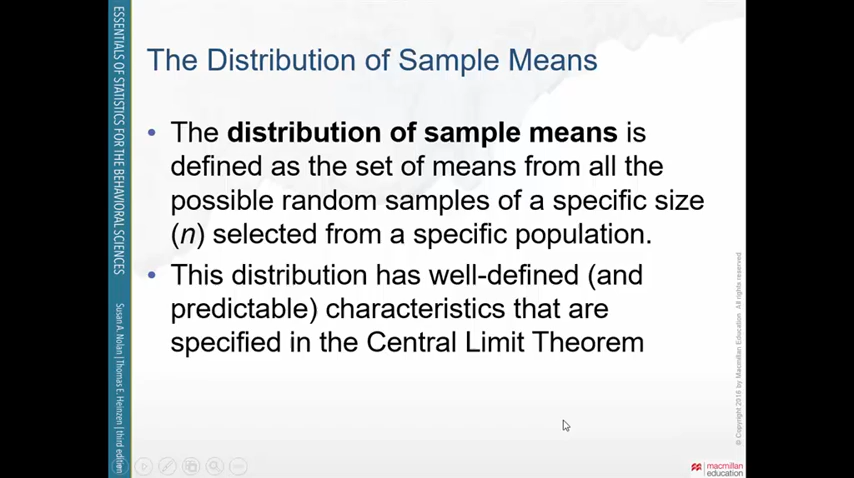 The Distribution of Sample Means
• The distribution of sample means is
defined as the set of means from all the
possible random samples of a specific size
(n) selected from a specific population.
• This distribution has well-defined (and
predictable) characteristics that are
specified in the Central Limit Theorem
ESSENTIALS OF STATISTICS FOR THE BEHAVIORAL SCIENCES
Susan A. Nolan | Thomas E. Heinzen | third edition
© Copyright 2016 by Macmillan Education All rights reserved
macmillan
education